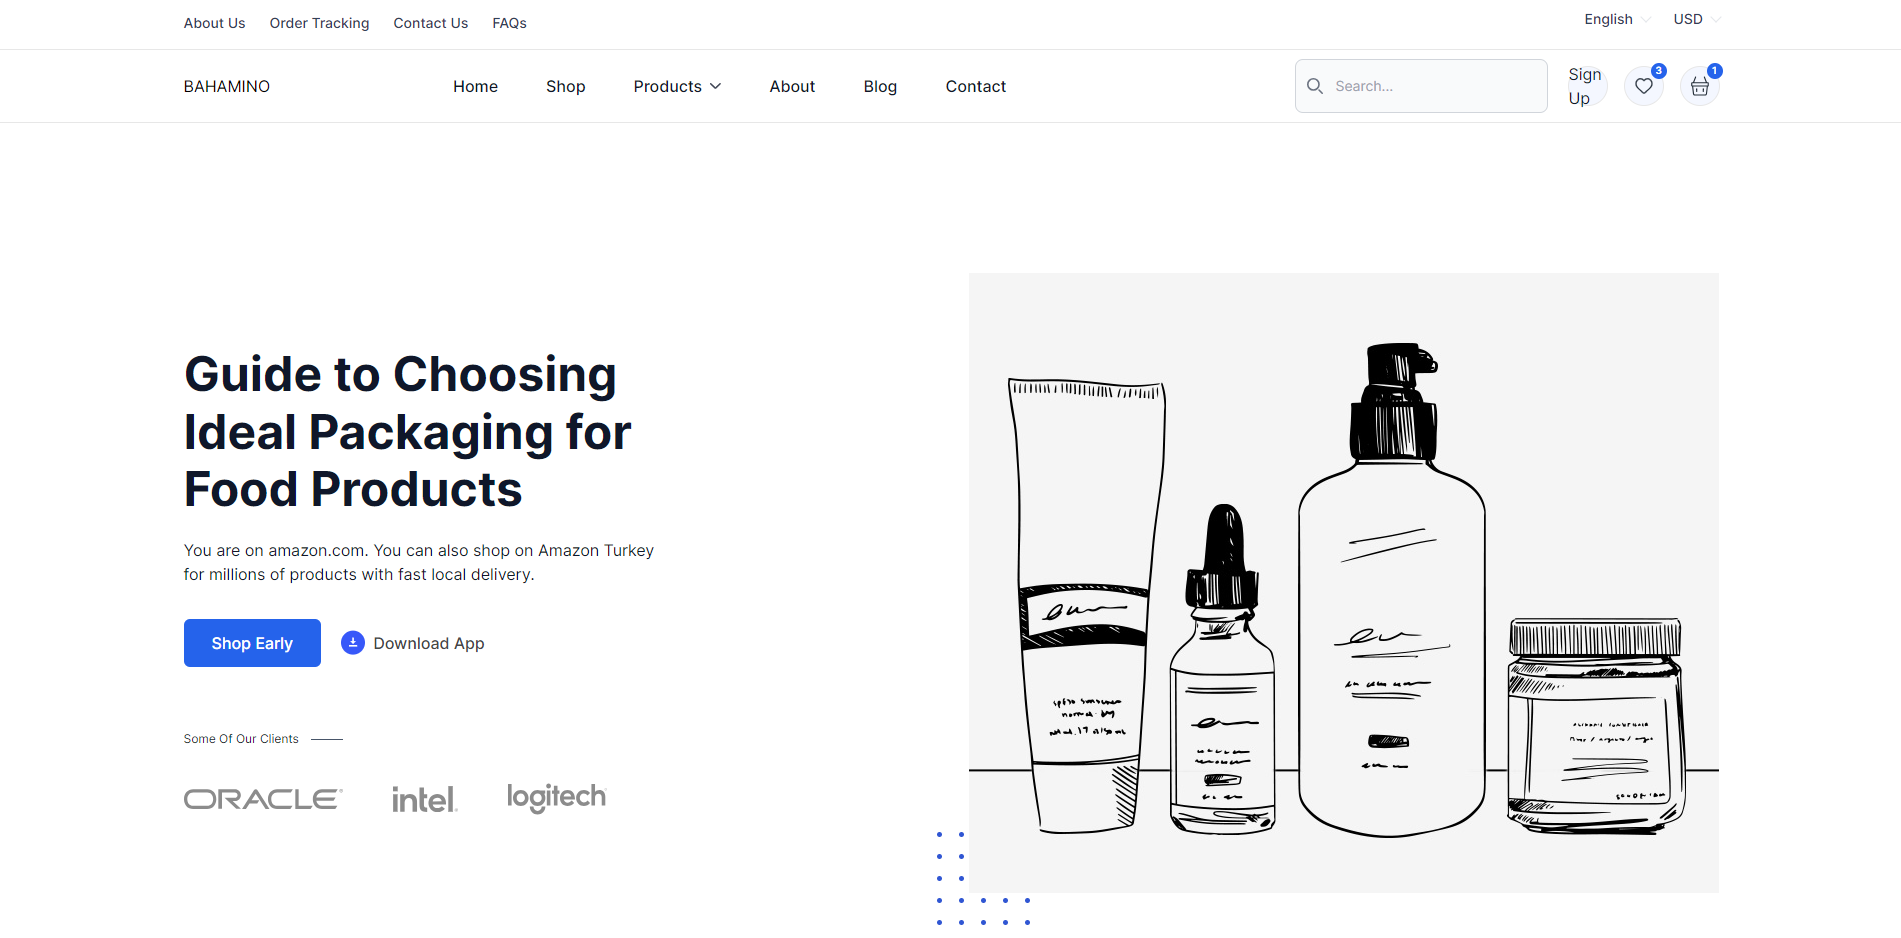 About Us Order Tracking Contact Us FAQs English USD
BAHAMINO Home Shop Products About Blog Contact Search... Sign Up 3 1
Guide to Choosing
Ideal Packaging for
Food Products
You are on amazon.com. You can also shop on Amazon Turkey
for millions of products with fast local delivery.
Shop Early Download App
Some Of Our Clients
ORACLE intel. logitech